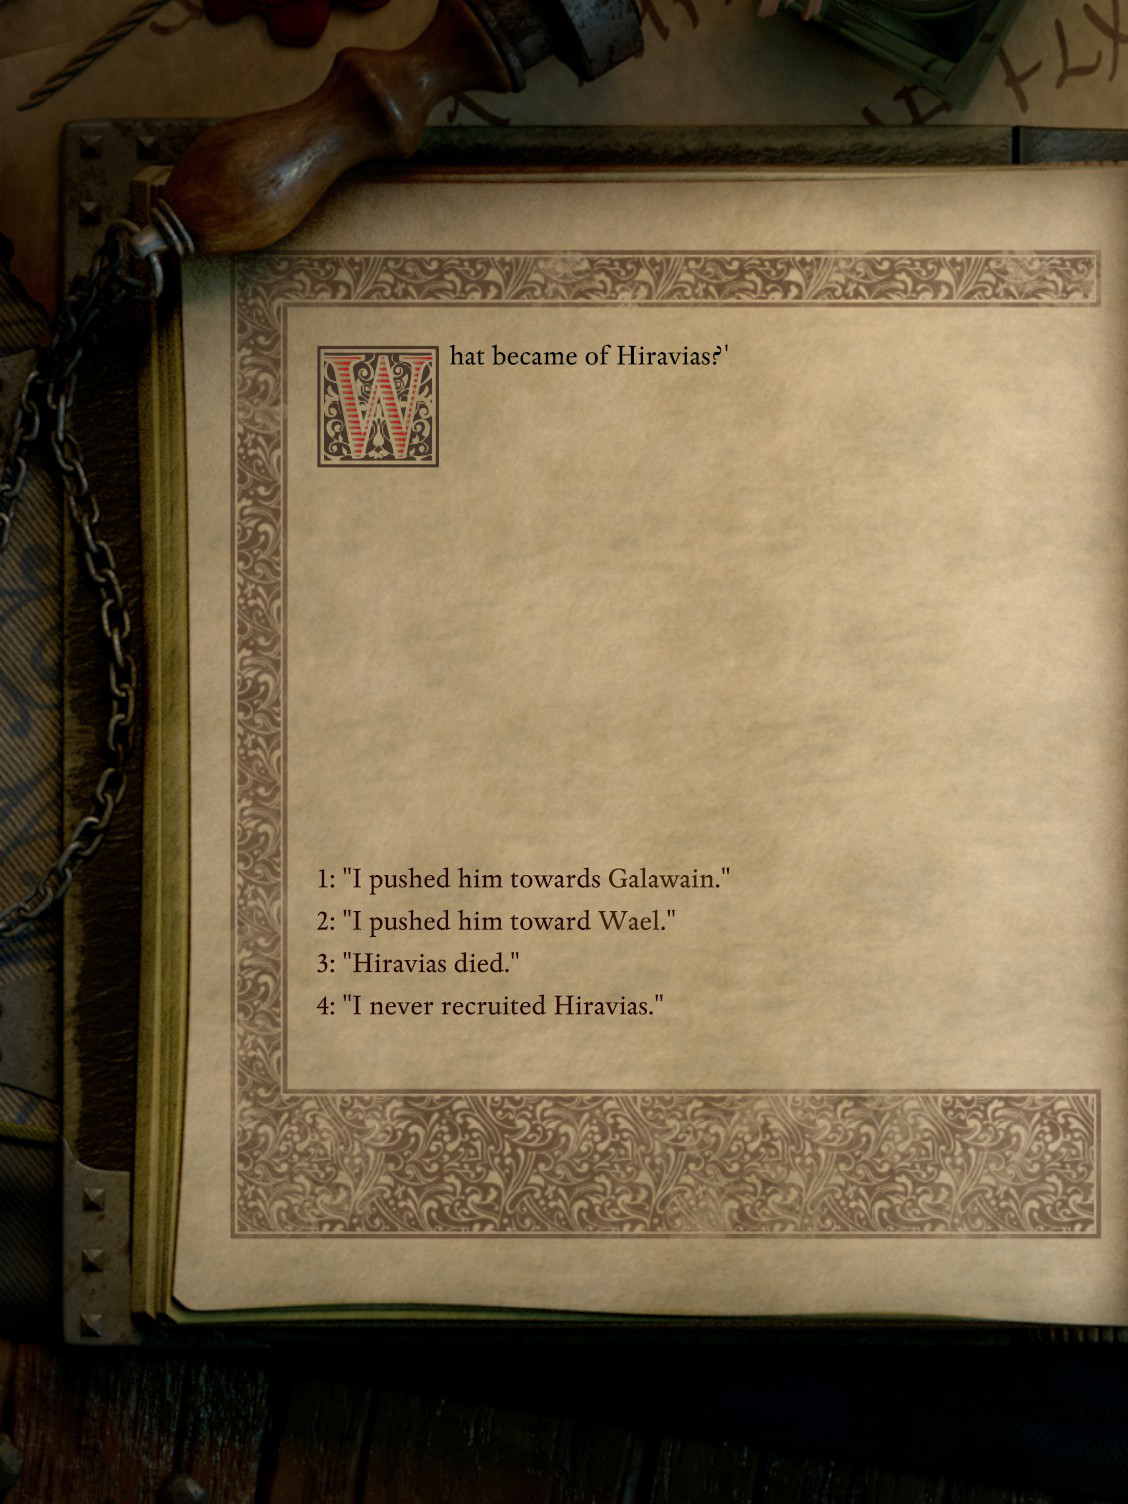 What became of Hiravias?'
1: "I pushed him towards Galawain."
2: "I pushed him toward Wael."
3: "Hiravias died."
4: "I never recruited Hiravias."